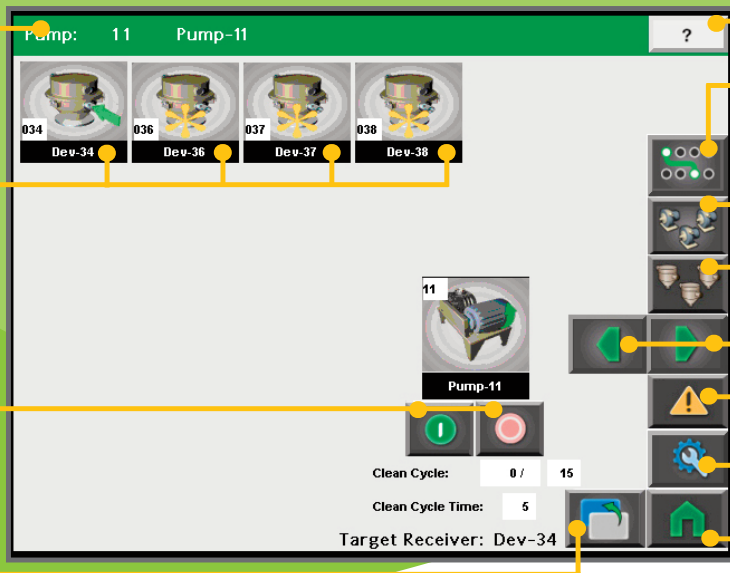 Pump: 11 Pump-11 ?
034 036 037 038
Dev-34 Dev-36 Dev-37 Dev-38
11
Pump-11
Clean Cycle: 0 / 15
Clean Cycle Time: 5
Target Receiver: Dev-34